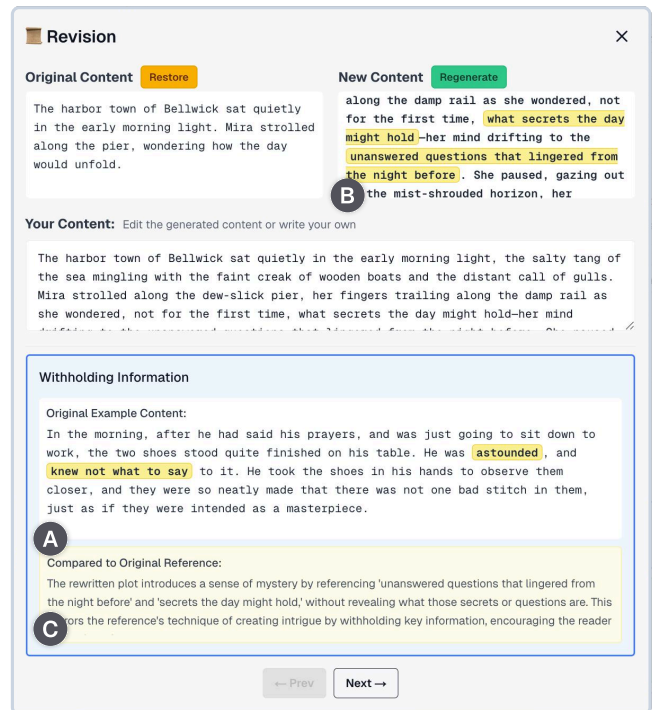 Revision
Original Content Restore
The harbor town of Bellwick sat quietly
in the early morning light. Mira strolled
along the pier, wondering how the day
would unfold.
New Content Regenerate
along the damp rail as she wondered, not
for the first time, what secrets the day
might hold—her mind drifting to the
unanswered questions that lingered from
the night before. She paused, gazing out
the mist-shrouded horizon, her
B
Your Content: Edit the generated content or write your own
The harbor town of Bellwick sat quietly in the early morning light, the salty tang of
the sea mingling with the faint creak of wooden boats and the distant call of gulls.
Mira strolled along the dew-slick pier, her fingers trailing along the damp rail as
she wondered, not for the first time, what secrets the day might hold—her mind
drifting to the unanswered questions that lingered from the night before. She paused
Withholding Information
Original Example Content:
In the morning, after he had said his prayers, and was just going to sit down to
work, the two shoes stood quite finished on his table. He was astounded, and
knew not what to say to it. He took the shoes in his hands to observe them
closer, and they were so neatly made that there was not one bad stitch in them,
just as if they were intended as a masterpiece.
A
Compared to Original Reference:
The rewritten plot introduces a sense of mystery by referencing 'unanswered questions that lingered from
the night before' and 'secrets the day might hold,' without revealing what those secrets or questions are. This
rors the reference's technique of creating intrigue by withholding key information, encouraging the reader
C
← Prev Next →